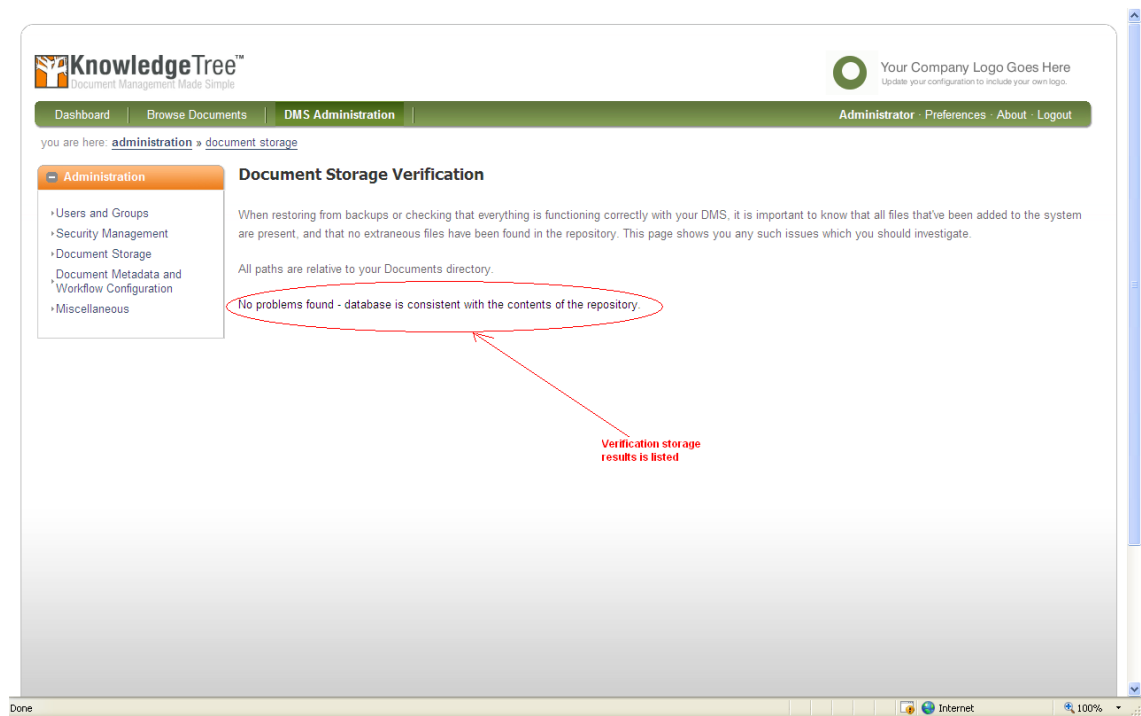 KnowledgeTree™
Document Management Made Simple
Your Company Logo Goes Here
Update your configuration to include your own logo.
Dashboard Browse Documents DMS Administration Administrator · Preferences · About · Logout
you are here: administration » document storage
Administration
Users and Groups
Security Management
Document Storage
Document Metadata and
Workflow Configuration
Miscellaneous
Document Storage Verification
When restoring from backups or checking that everything is functioning correctly with your DMS, it is important to know that all files that've been added to the system
are present, and that no extraneous files have been found in the repository. This page shows you any such issues which you should investigate.
All paths are relative to your Documents directory.
No problems found - database is consistent with the contents of the repository.
Verification storage
results is listed
Done Internet 100%